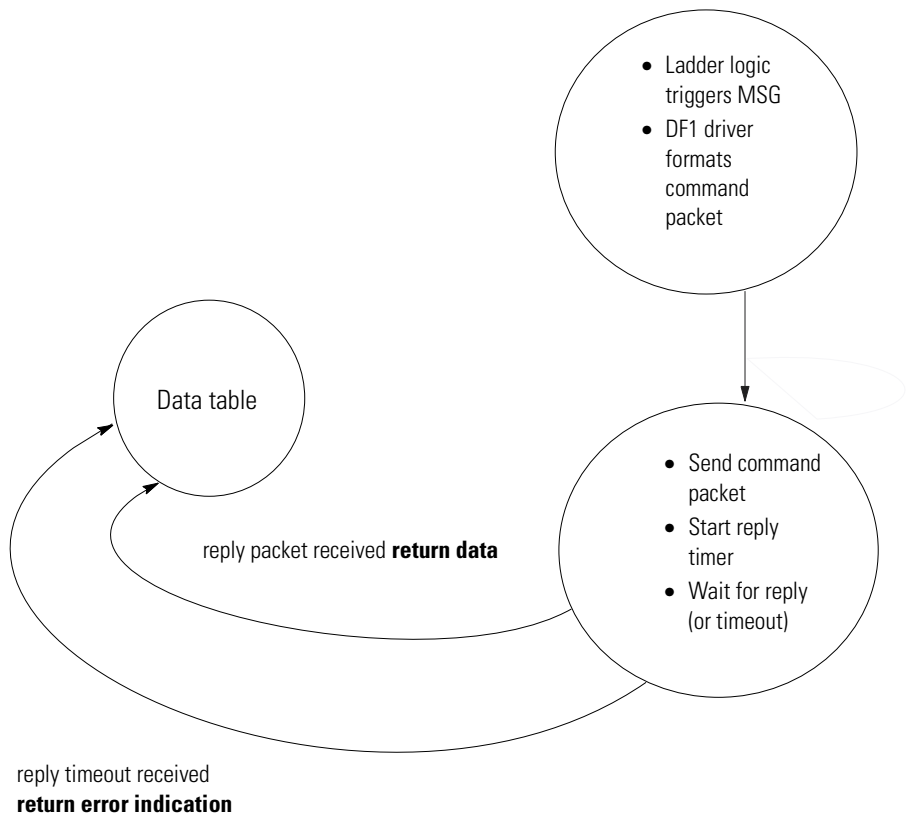 • Ladder logic
triggers MSG
• DF1 driver
formats
command
packet
Data table
• Send command
packet
• Start reply
timer
• Wait for reply
(or timeout)
reply packet received return data
reply timeout received
return error indication